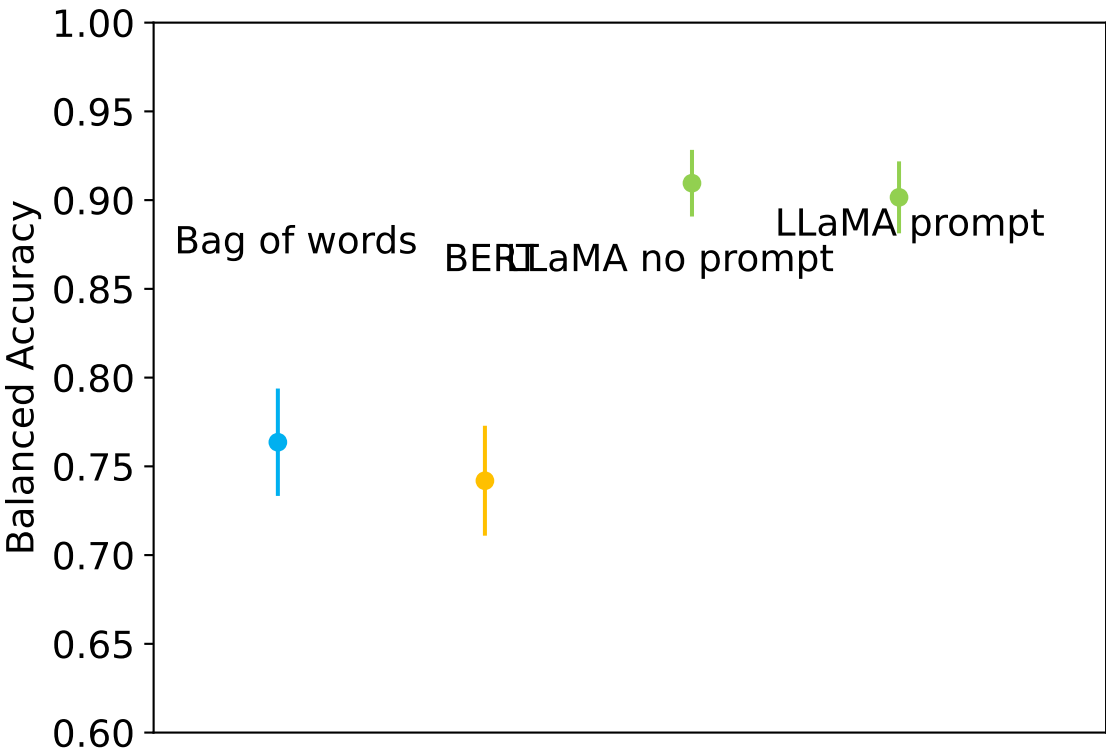 1.00
0.95
0.90
0.85
0.80
0.75
0.70
0.65
0.60
Balanced Accuracy
Bag of words
BERT
LLaMA no prompt
LLaMA prompt